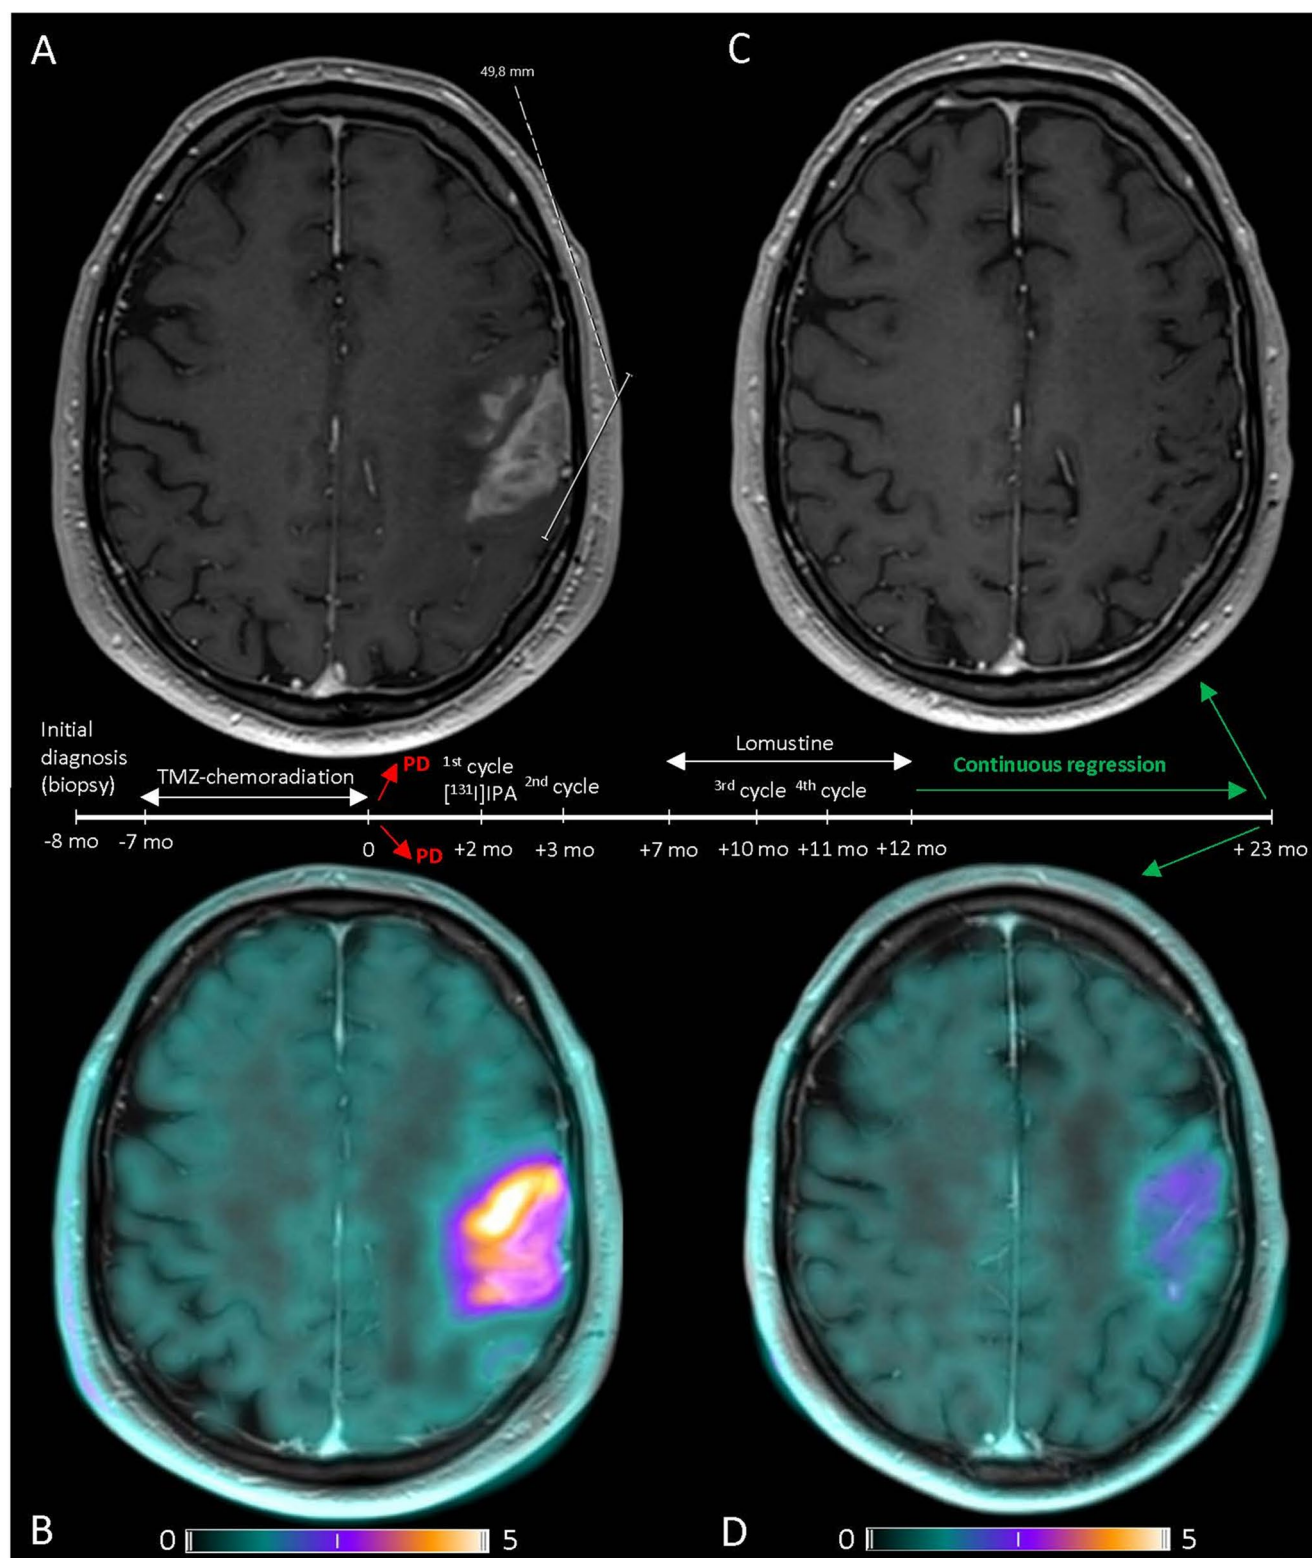 A
C
49,8 mm
Initial
diagnosis
(biopsy)
TMZ-chemoradiation
PD
1st cycle
[131I]IPA
2nd cycle
Lomustine
3rd cycle 4th cycle
Continuous regression
-8 mo
-7 mo
0
PD
+2 mo
+3 mo
+7 mo
+10 mo
+11 mo
+12 mo
+ 23 mo
B
0
5
D
0
5